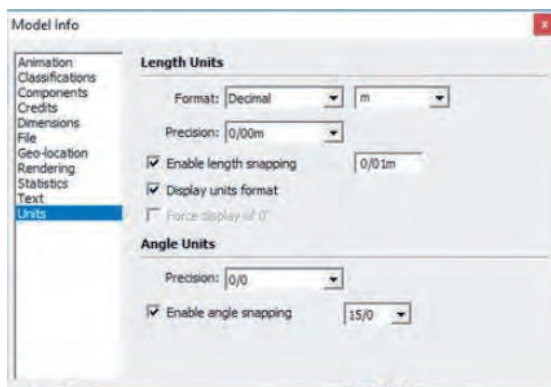 Model Info
Animation
Classifications
Components
Credits
Dimensions
File
Geo-location
Rendering
Statistics
Text
Units
Length Units
Format: Decimal m
Precision: 0/00m
Enable length snapping 0/01m
Display units format
Force display of 0"
Angle Units
Precision: 0/0
Enable angle snapping 15/0